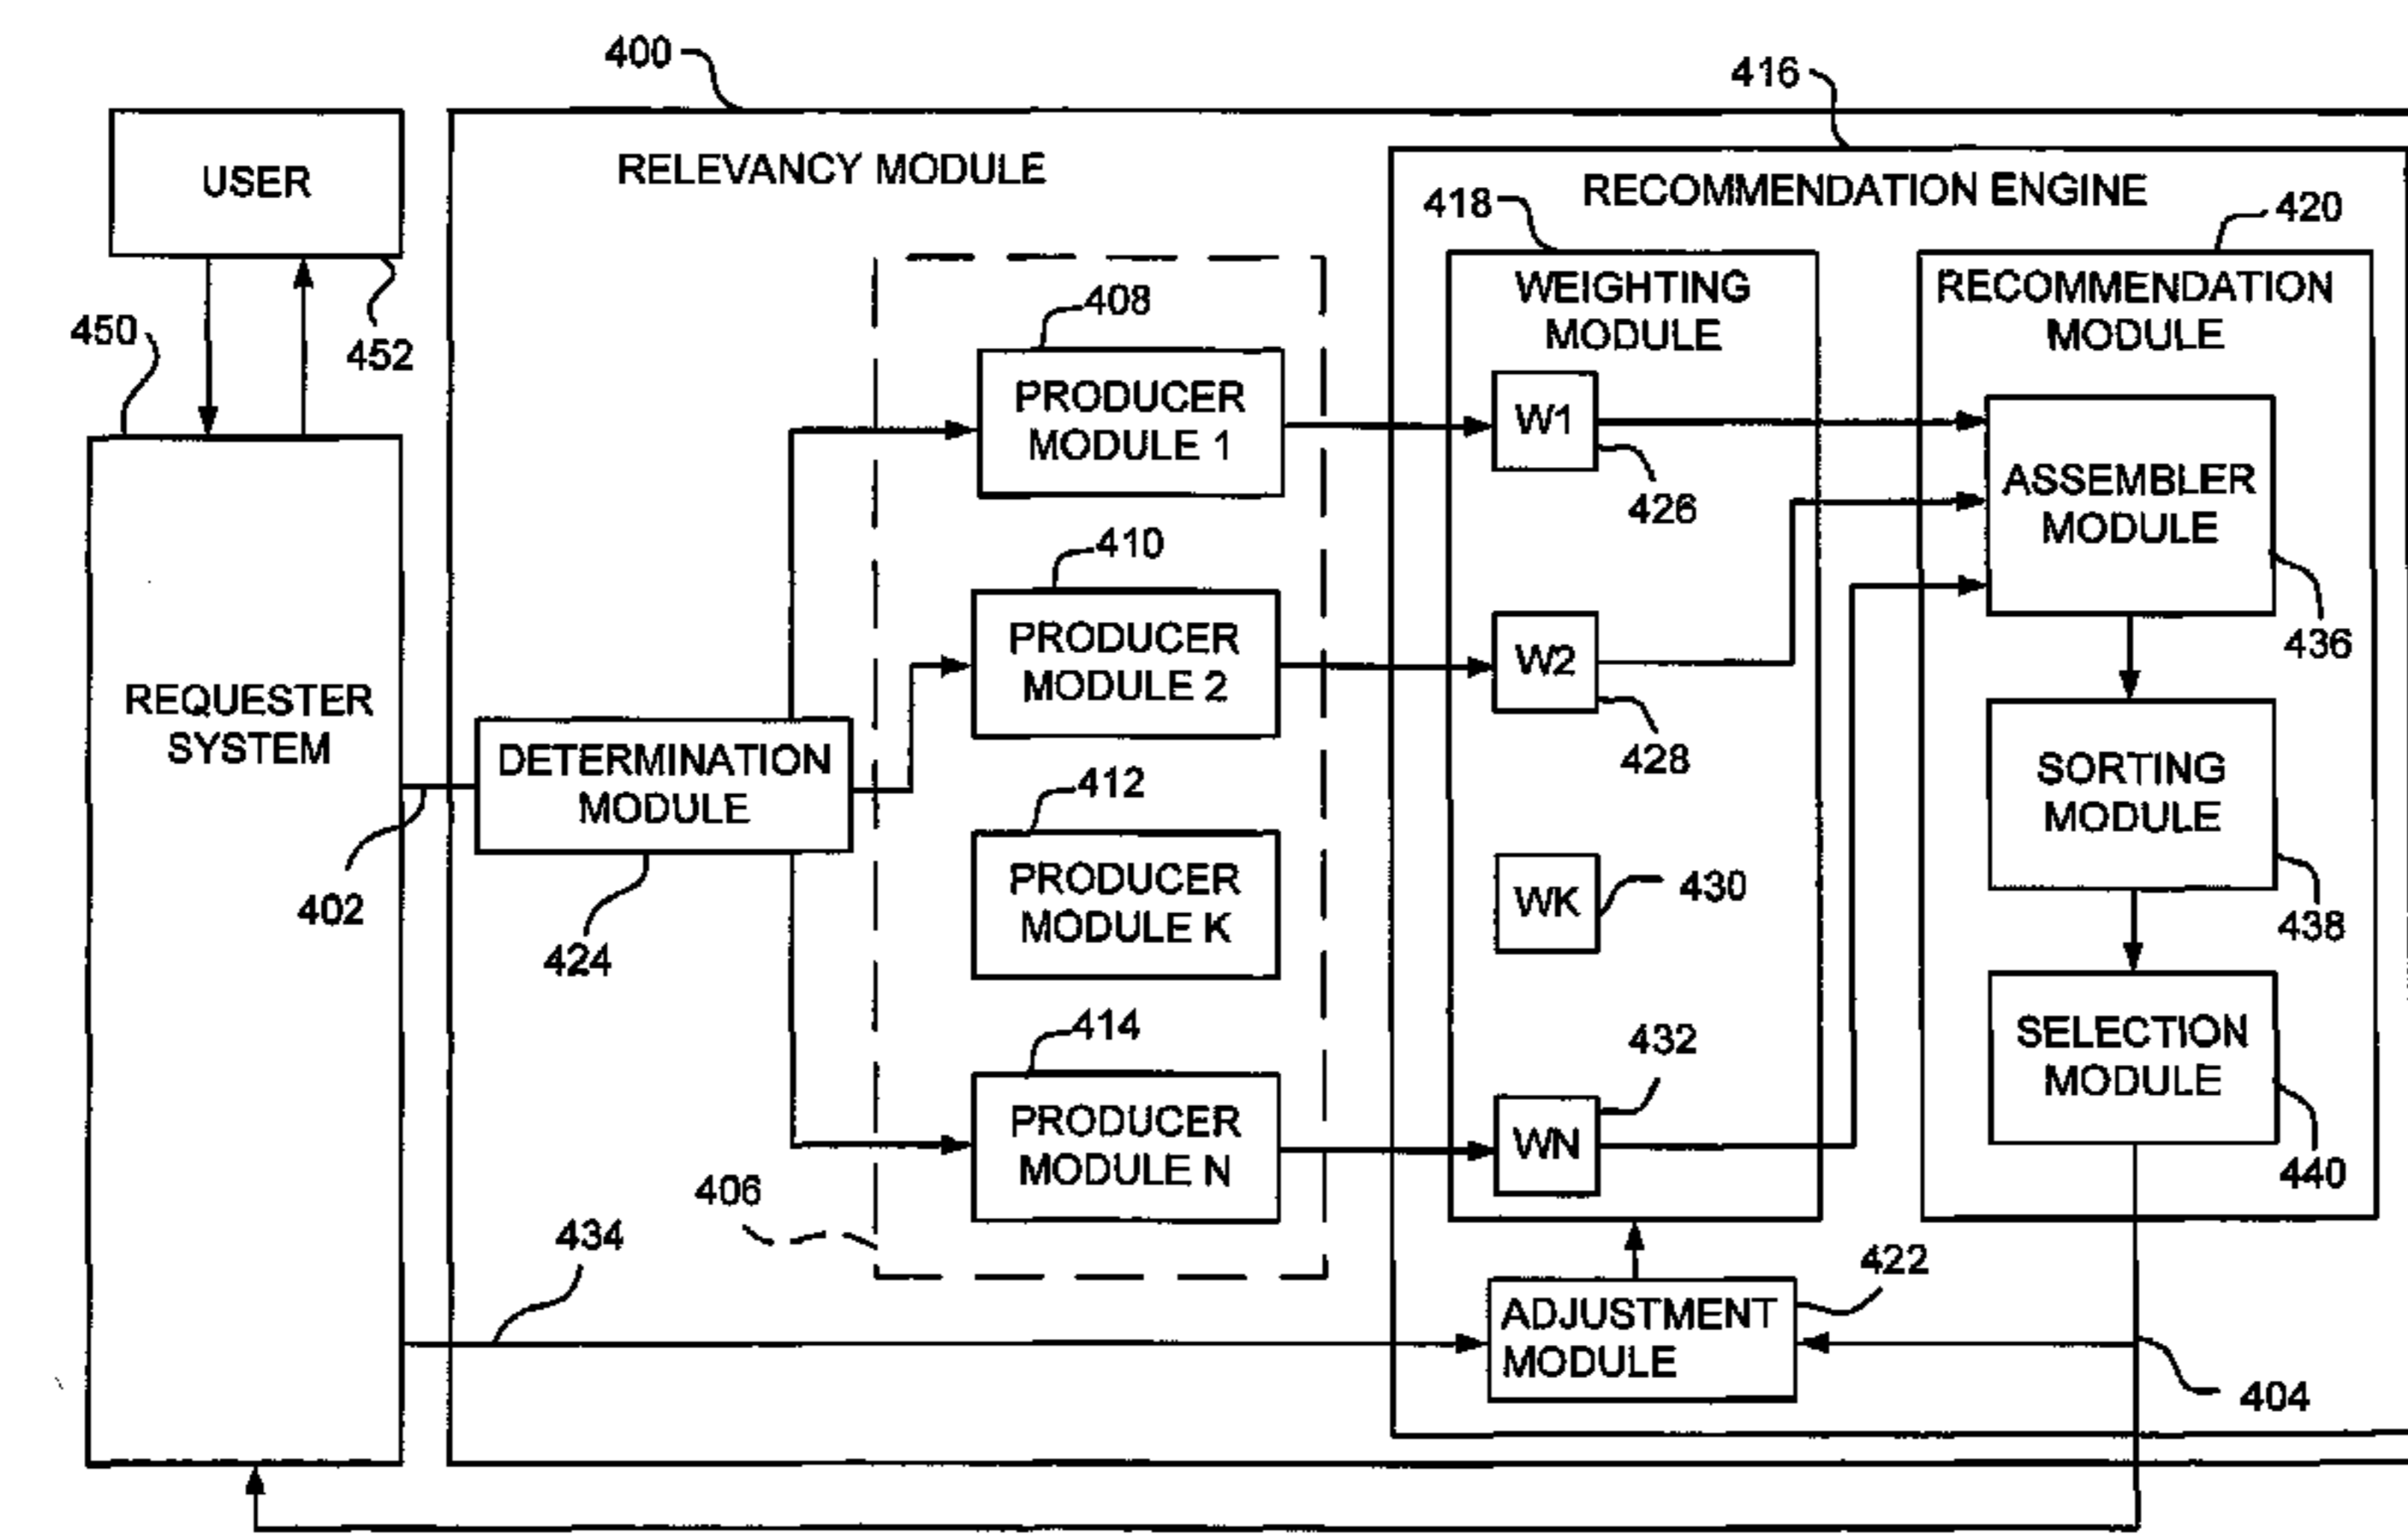 400
416
USER
RELEVANCY MODULE
RECOMMENDATION ENGINE
418
420
450
452
408
WEIGHTING
MODULE
RECOMMENDATION
MODULE
PRODUCER
MODULE 1
W1
426
ASSEMBLER
MODULE
436
410
PRODUCER
MODULE 2
W2
428
REQUESTER
SYSTEM
DETERMINATION
MODULE
402
424
412
PRODUCER
MODULE K
WK
430
SORTING
MODULE
438
414
PRODUCER
MODULE N
432
WN
SELECTION
MODULE
440
406
434
422
ADJUSTMENT
MODULE
404